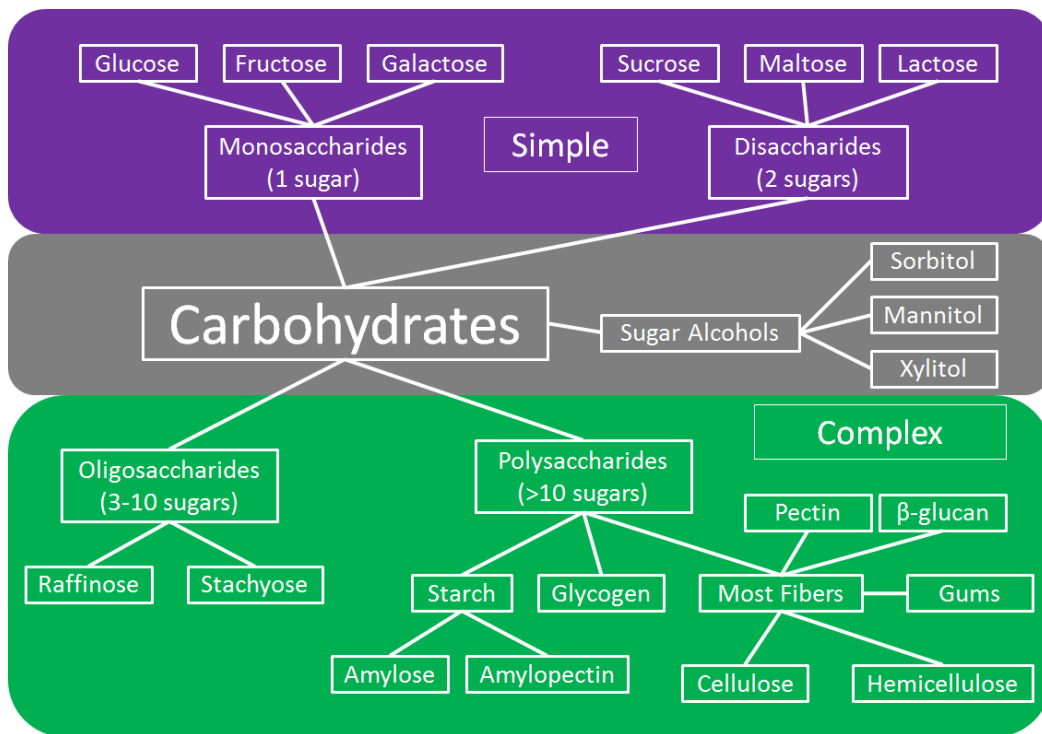 Glucose
Fructose
Galactose
Sucrose
Maltose
Lactose
Monosaccharides
(1 sugar)
Simple
Disaccharides
(2 sugars)
Carbohydrates
Sugar Alcohols
Sorbitol
Mannitol
Xylitol
Complex
Oligosaccharides
(3-10 sugars)
Polysaccharides
(>10 sugars)
Pectin
β-glucan
Raffinose
Stachyose
Starch
Glycogen
Most Fibers
Gums
Amylose
Amylopectin
Cellulose
Hemicellulose